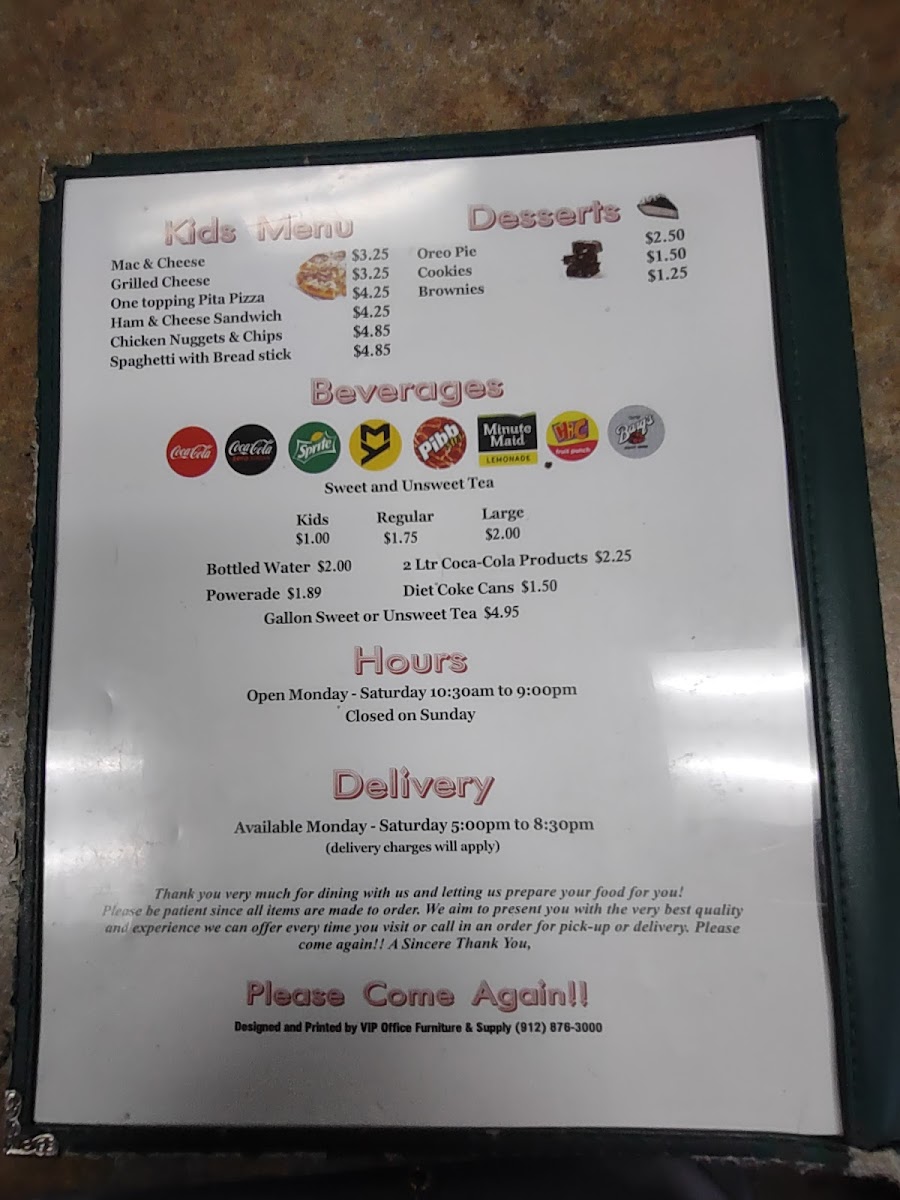 Kids Menu
Mac & Cheese $3.25
Grilled Cheese $3.25
One topping Pita Pizza $4.25
Ham & Cheese Sandwich $4.25
Chicken Nuggets & Chips $4.85
Spaghetti with Bread stick $4.85
Desserts
Oreo Pie $2.50
Cookies $1.50
Brownies $1.25
Beverages
Coca-Cola Coca-Cola Sprite MY Pibb Minute Maid LEMONADE Hi-C fruit punch Barq's
Sweet and Unsweet Tea
Kids Regular Large
$1.00 $1.75 $2.00
Bottled Water $2.00 2 Ltr Coca-Cola Products $2.25
Powerade $1.89 Diet Coke Cans $1.50
Gallon Sweet or Unsweet Tea $4.95
Hours
Open Monday - Saturday 10:30am to 9:00pm
Closed on Sunday
Delivery
Available Monday - Saturday 5:00pm to 8:30pm
(delivery charges will apply)
Thank you very much for dining with us and letting us prepare your food for you!
Please be patient since all items are made to order. We aim to present you with the very best quality
and experience we can offer every time you visit or call in an order for pick-up or delivery. Please
come again!! A Sincere Thank You,
Please Come Again!!
Designed and Printed by VIP Office Furniture & Supply (912) 876-3000